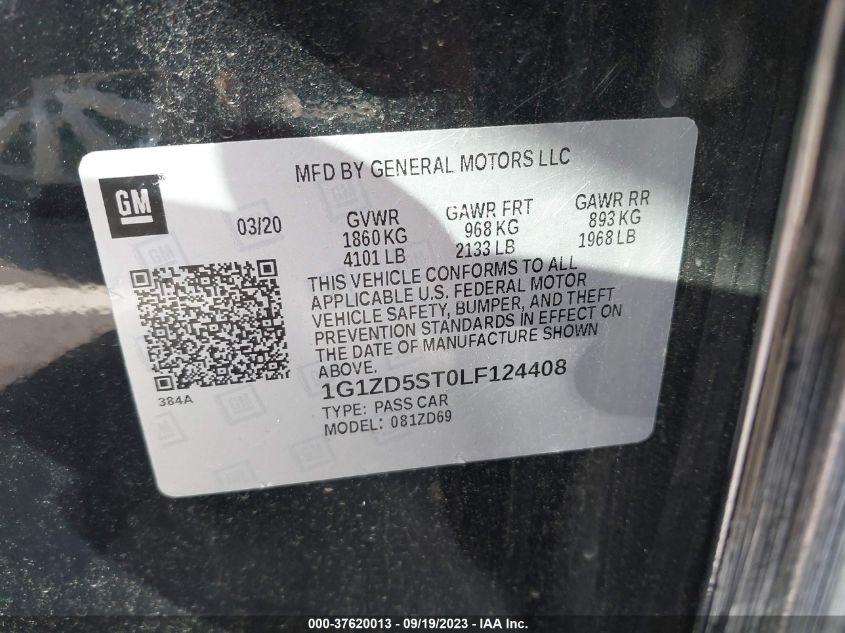 MFD BY GENERAL MOTORS LLC
GM
03/20
GVWR
1860 KG
4101 LB
GAWR FRT
968 KG
2133 LB
GAWR RR
893 KG
1968 LB
THIS VEHICLE CONFORMS TO ALL
APPLICABLE U.S. FEDERAL MOTOR
VEHICLE SAFETY, BUMPER, AND THEFT
PREVENTION STANDARDS IN EFFECT ON
THE DATE OF MANUFACTURE SHOWN
ABOVE.
1G1ZD5ST0LF124408
TYPE: PASS CAR
MODEL: 081ZD69
384A
000-37620013 - 09/19/2023 - IAA Inc.